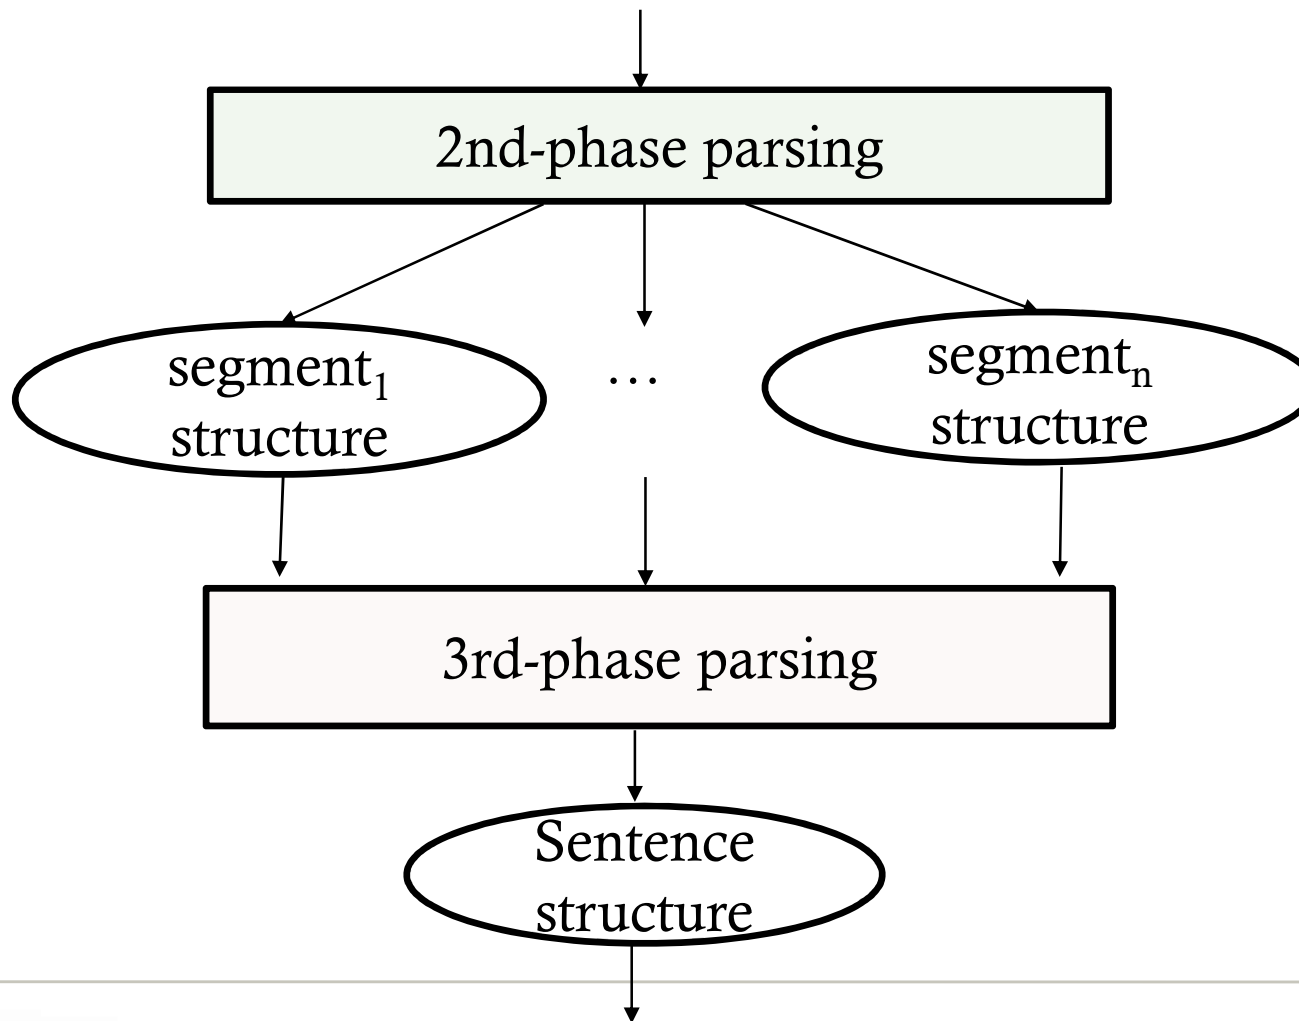 2nd-phase parsing
segment₁
structure
…
segmentₙ
structure
3rd-phase parsing
Sentence
structure